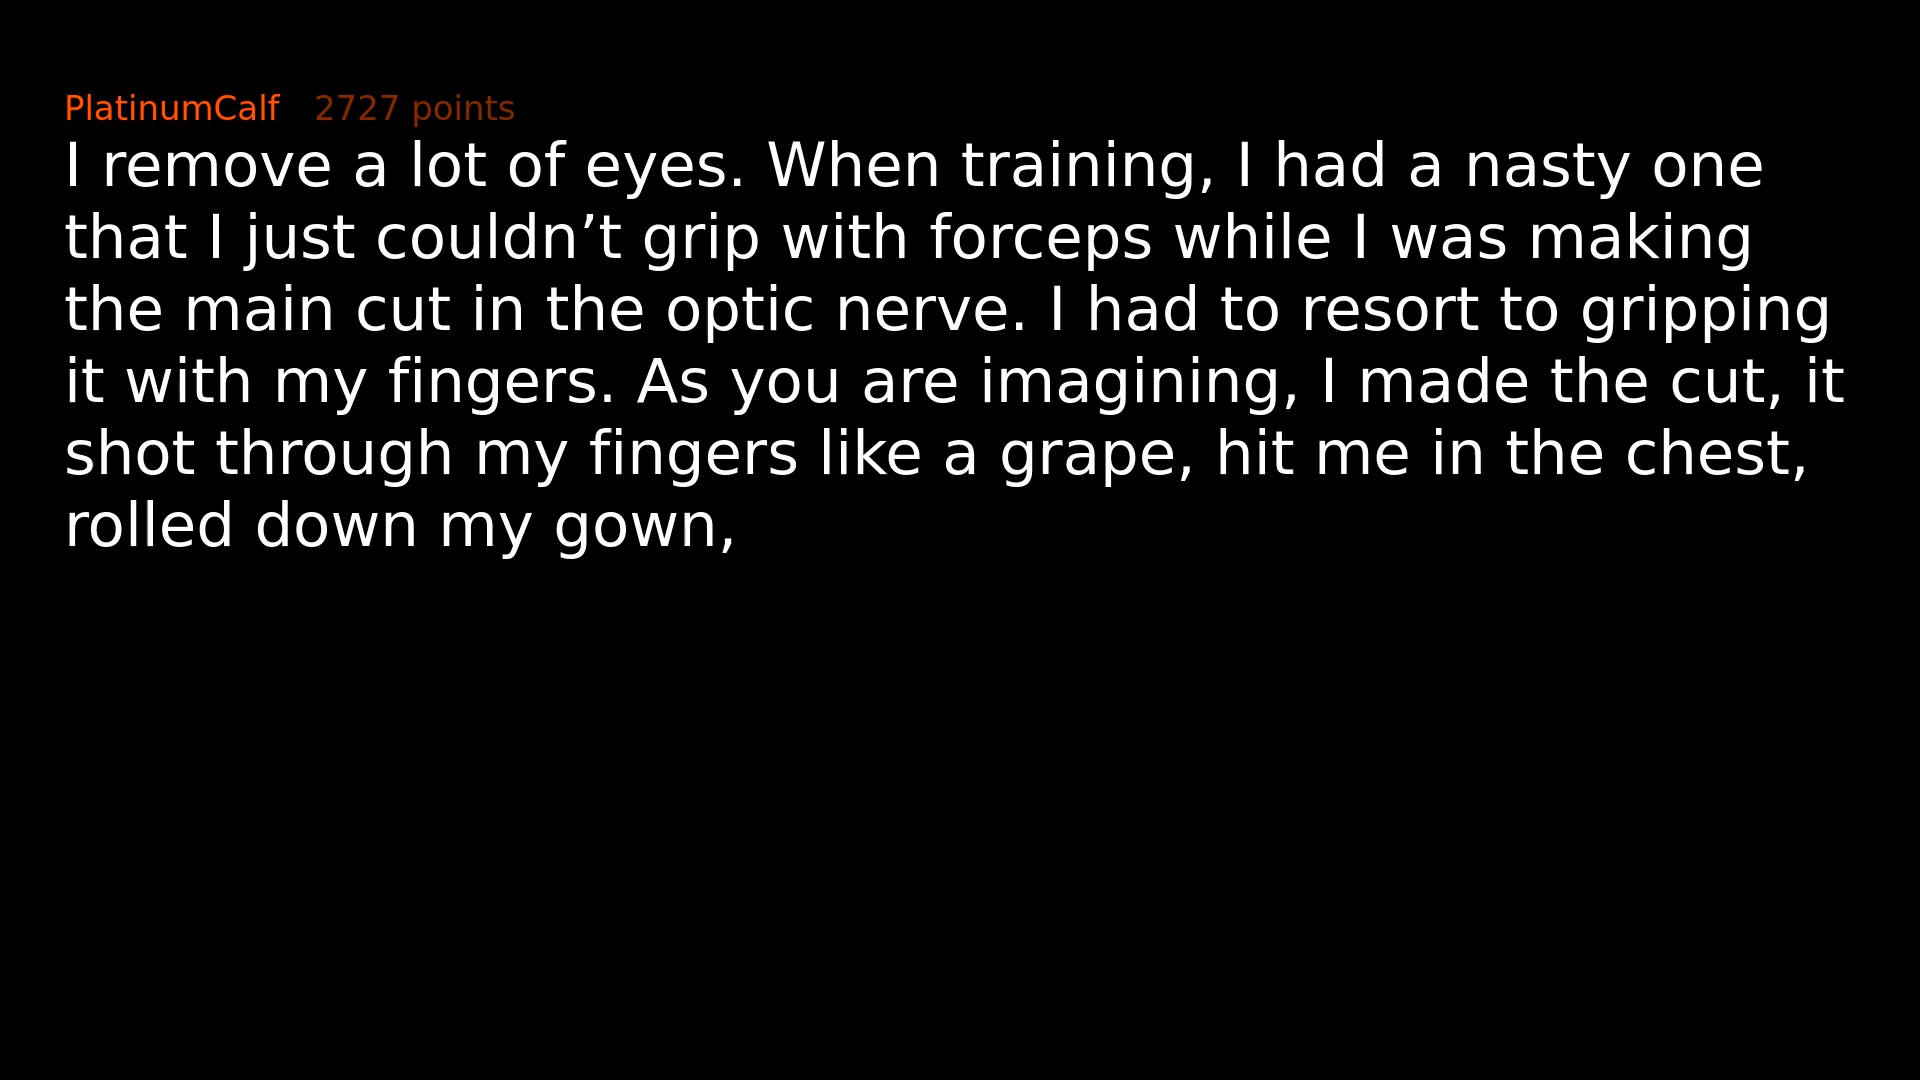 PlatinumCalf 2727 points
I remove a lot of eyes. When training, I had a nasty one
that I just couldn’t grip with forceps while I was making
the main cut in the optic nerve. I had to resort to gripping
it with my fingers. As you are imagining, I made the cut, it
shot through my fingers like a grape, hit me in the chest,
rolled down my gown,